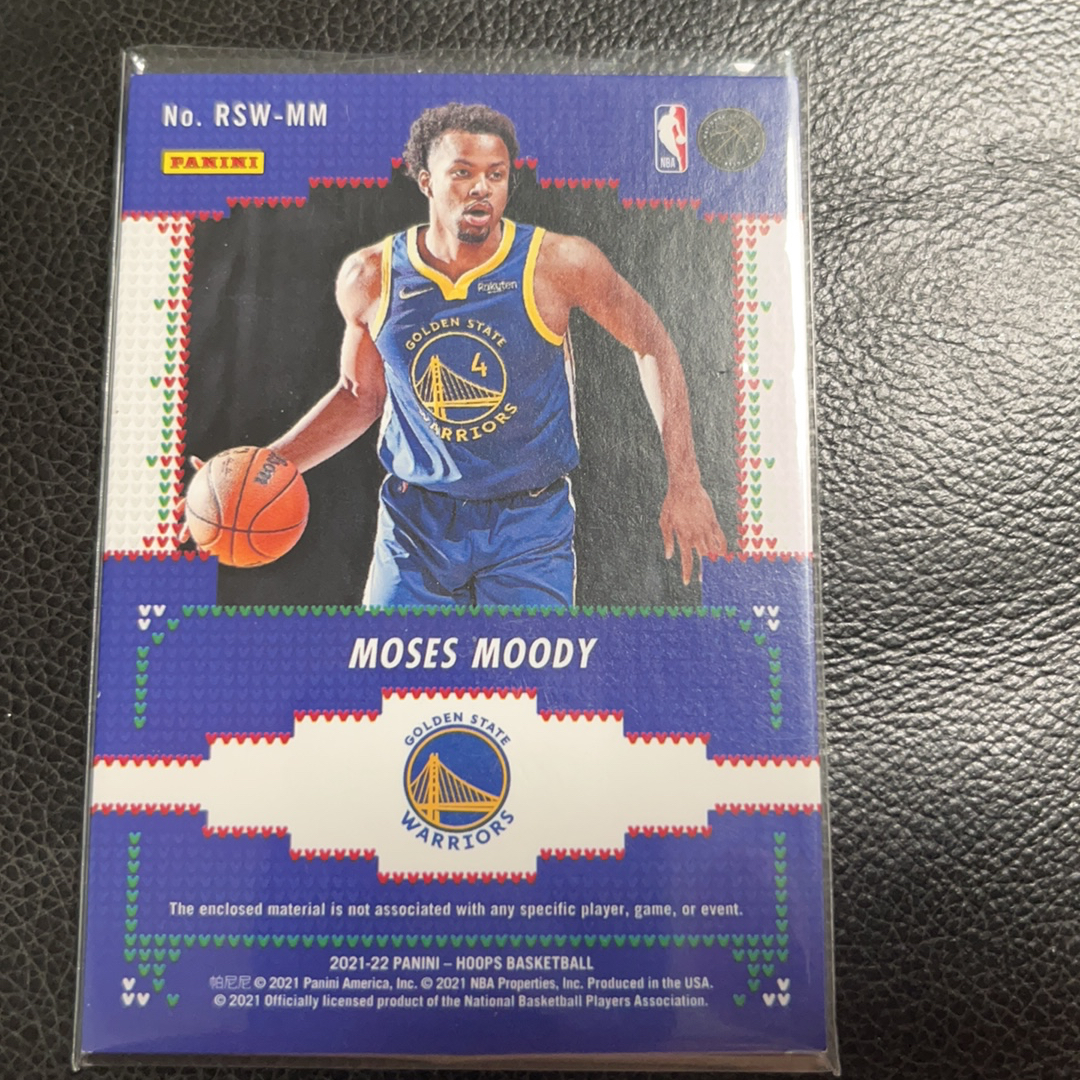 No. RSW-MM
PANINI
NBA
Rakuten
GOLDEN STATE
4
WARRIORS
MOSES MOODY
GOLDEN STATE
WARRIORS
The enclosed material is not associated with any specific player, game, or event.
2021-22 PANINI – HOOPS BASKETBALL
帕尼尼 © 2021 Panini America, Inc. © 2021 NBA Properties, Inc. Produced in the USA.
© 2021 Officially licensed product of the National Basketball Players Association.